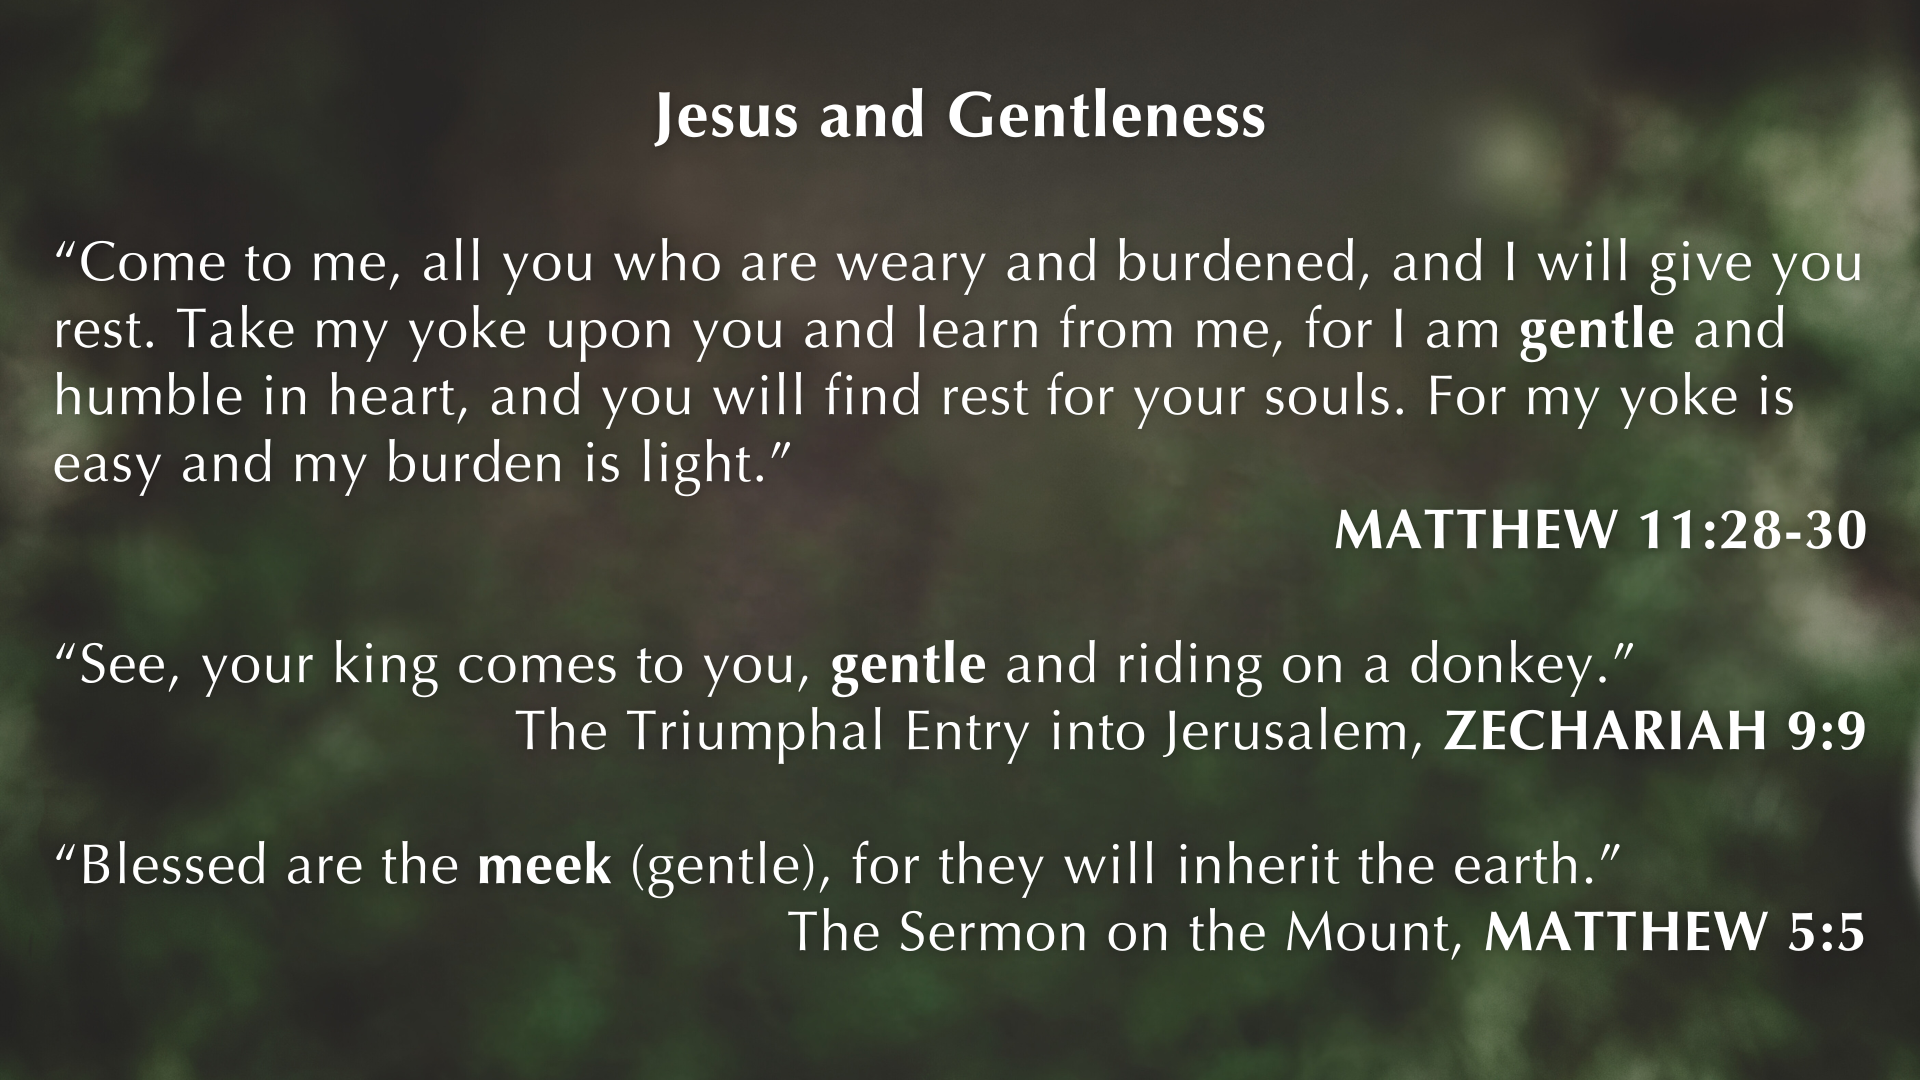 Jesus and Gentleness
“Come to me, all you who are weary and burdened, and I will give you
rest. Take my yoke upon you and learn from me, for I am gentle and
humble in heart, and you will find rest for your souls. For my yoke is
easy and my burden is light.”
MATTHEW 11:28-30
“See, your king comes to you, gentle and riding on a donkey.”
The Triumphal Entry into Jerusalem, ZECHARIAH 9:9
“Blessed are the meek (gentle), for they will inherit the earth.”
The Sermon on the Mount, MATTHEW 5:5